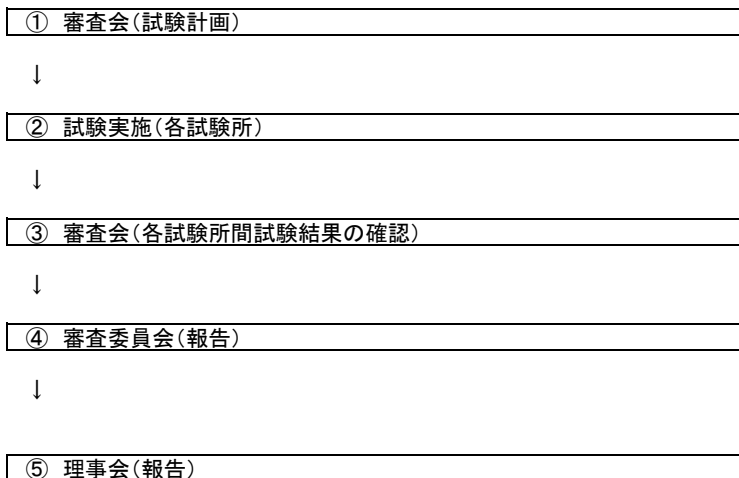 ① 審査会(試験計画)
↓
② 試験実施(各試験所)
↓
③ 審査会(各試験所間試験結果の確認)
↓
④ 審査委員会(報告)
↓
⑤ 理事会(報告)